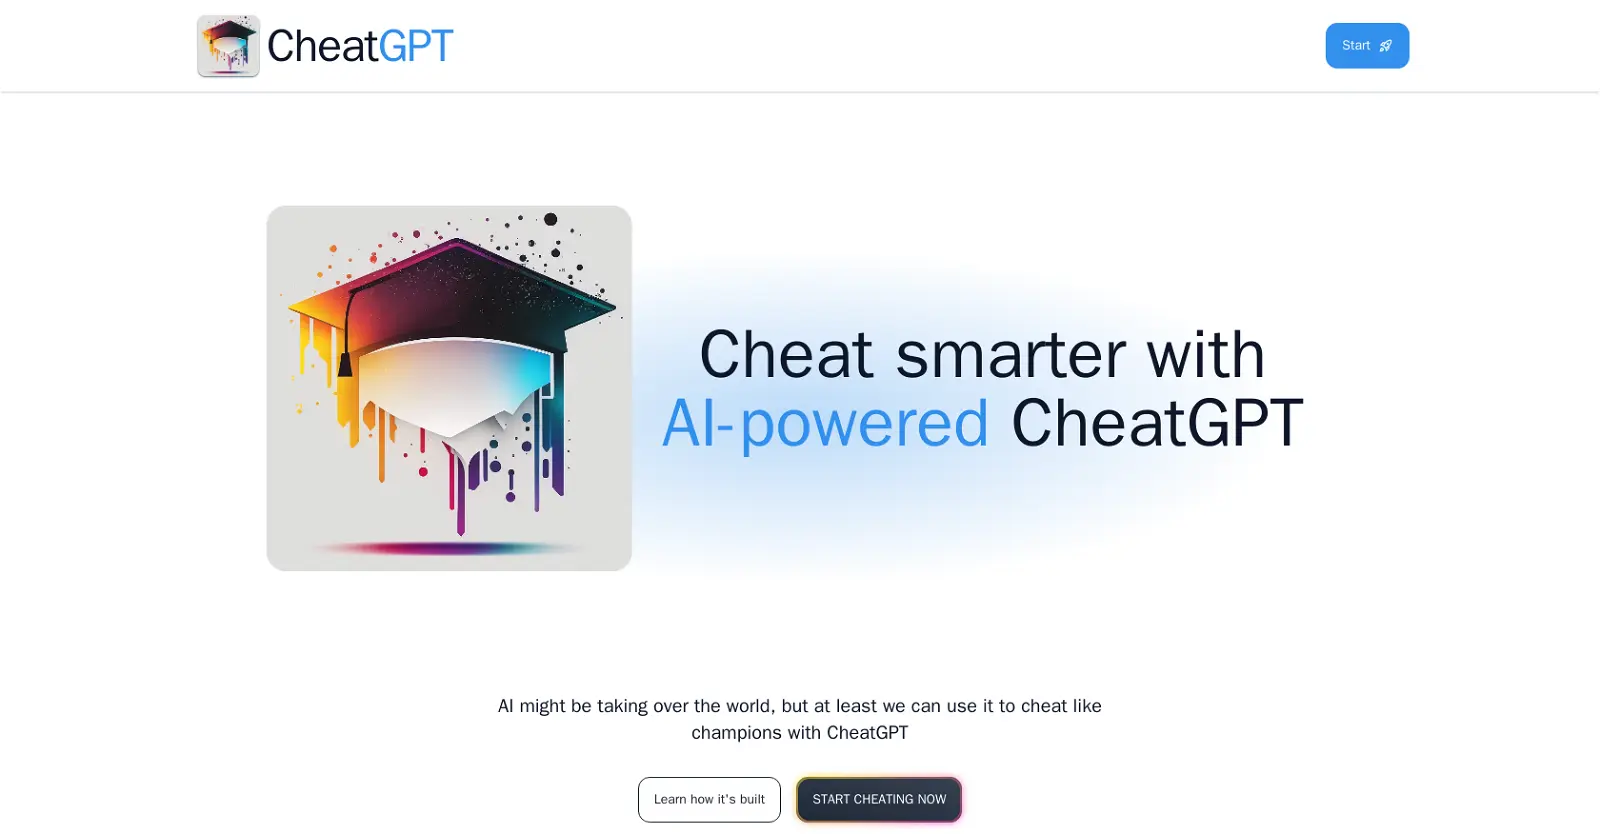 CheatGPT
Start
Cheat smarter with
AI-powered CheatGPT
AI might be taking over the world, but at least we can use it to cheat like
champions with CheatGPT
Learn how it's built
START CHEATING NOW